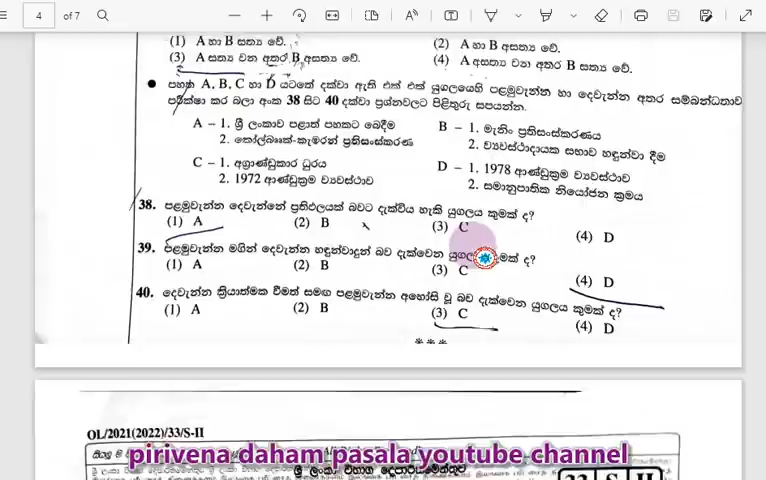 4 of 7
(1) A හා B සත්‍ය වේ.
(2) A හා B අසත්‍ය වේ.
(3) A සත්‍ය වන අතර B අසත්‍ය වේ.
(4) A අසත්‍ය වන අතර B සත්‍ය වේ.
● පහත A, B, C හා D යටතේ දක්වා ඇති එක් එක් යුගලයෙහි පළමුවැන්න හා දෙවැන්න අතර සම්බන්ධතාව
පරීක්ෂා කර බලා අංක 38 සිට 40 දක්වා ප්‍රශ්නවලට පිළිතුරු සපයන්න.
A – 1. ශ්‍රී ලංකාව පළාත් පහකට බෙදීම
2. කෝල්බෲක්-කැමරන් ප්‍රතිසංස්කරණ
B – 1. මැනිං ප්‍රතිසංස්කරණය
2. ව්‍යවස්ථාදායක සභාව හඳුන්වා දීම
C – 1. අග්‍රාණ්ඩුකාර ධුරය
2. 1972 ආණ්ඩුක්‍රම ව්‍යවස්ථාව
D – 1. 1978 ආණ්ඩුක්‍රම ව්‍යවස්ථාව
2. සමානුපාතික නියෝජන ක්‍රමය
38. පළමුවැන්න දෙවැන්නේ ප්‍රතිඵලයක් බවට දැක්විය හැකි යුගලය කුමක් ද?
(1) A (2) B (3) C (4) D
39. පළමුවැන්න මගින් දෙවැන්න හඳුන්වාදුන් බව දැක්වෙන
(1) A (2) B (3) C (4) D
40. දෙවැන්න ක්‍රියාත්මක වීමත් සමඟ පළමුවැන්න අහෝසි වූ බව දැක්වෙන යුගලය කුමක් ද?
(1) A (2) B (3) C (4) D
***
OL/2021(2022)/33/S-II
pirivena daham pasala youtube channel
ශ්‍රී ලංකා විභාග දෙපාර්තමේන්තුව
33 S II